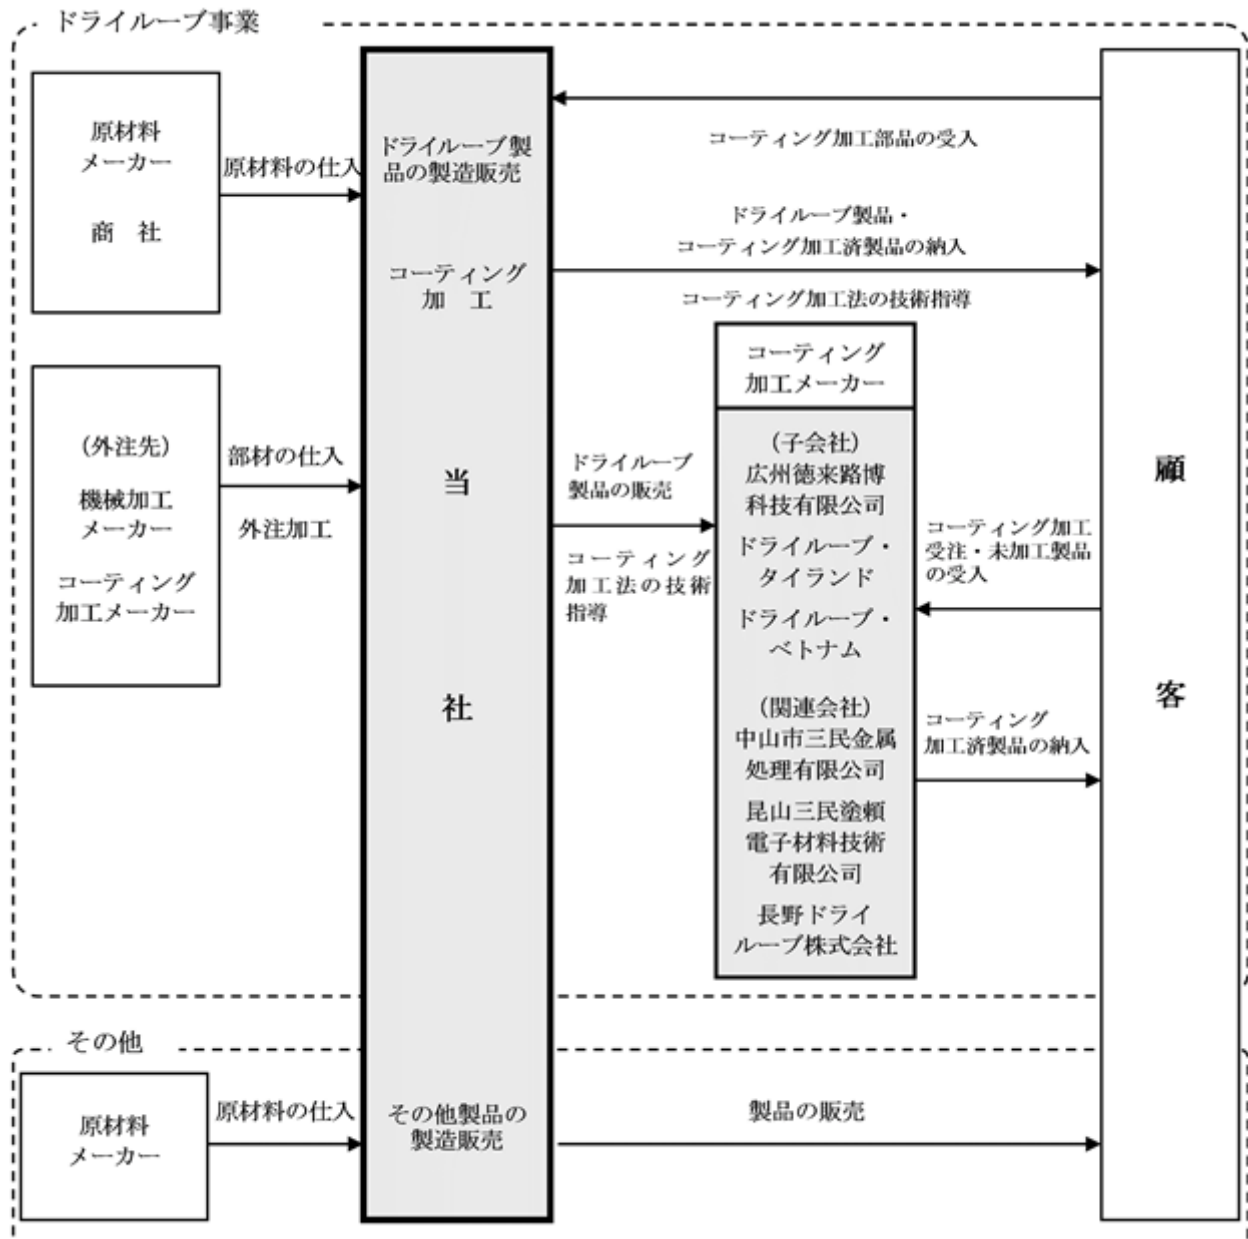 ドライルーブ事業
原材料
メーカー
商　社
原材料の仕入
ドライルーブ製
品の製造販売
コーティング
加　工
コーティング加工部品の受入
ドライルーブ製品・
コーティング加工済製品の納入
コーティング加工法の技術指導
(外注先)
機械加工
メーカー
コーティング
加工メーカー
部材の仕入
外注加工
当
社
ドライルーブ
製品の販売
コーティング
加工法の技術
指導
コーティング
加工メーカー
(子会社)
広州徳来路博
科技有限公司
ドライルーブ・
タイランド
ドライルーブ・
ベトナム
(関連会社)
中山市三民金属
処理有限公司
昆山三民塗頼
電子材料技術
有限公司
長野ドライ
ルーブ株式会社
コーティング加工
受注・未加工製品
の受入
コーティング
加工済製品の納入
顧
客
その他
原材料
メーカー
原材料の仕入
その他製品の
製造販売
製品の販売